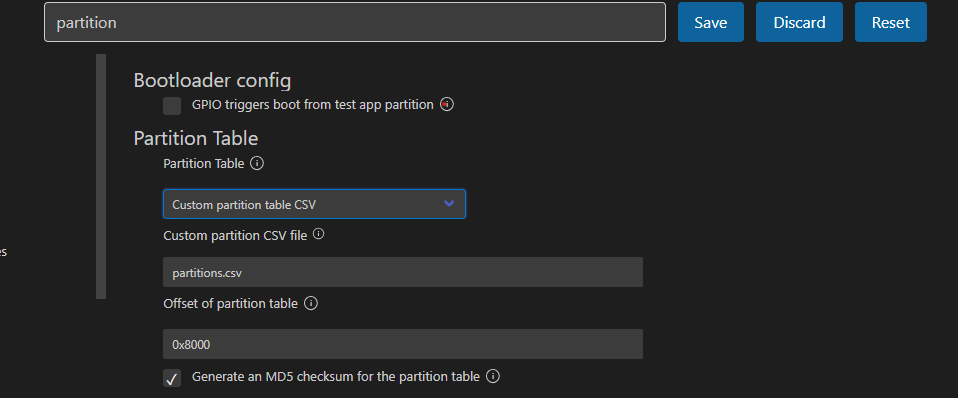 partition
Save
Discard
Reset
Bootloader config
GPIO triggers boot from test app partition
Partition Table
Partition Table
Custom partition table CSV
Custom partition CSV file
es
partitions.csv
Offset of partition table
0x8000
Generate an MD5 checksum for the partition table